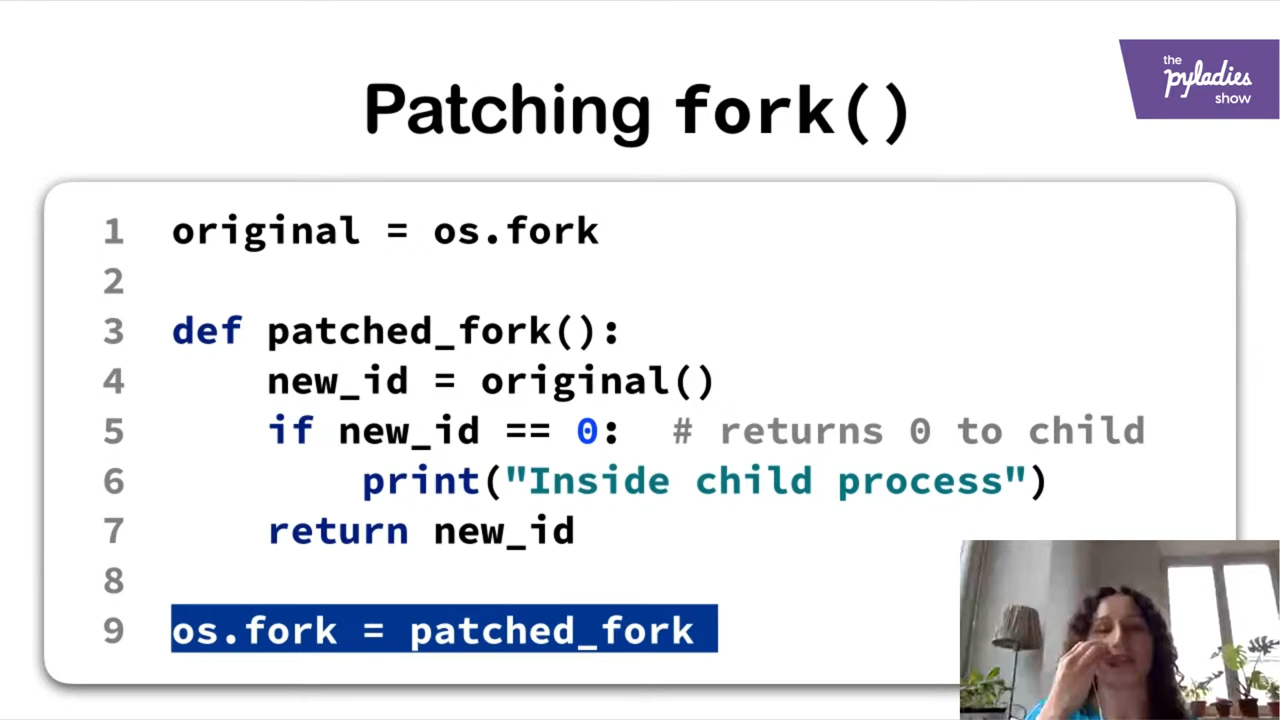 the
pyladies
show
Patching fork()
1 original = os.fork
2
3 def patched_fork():
4     new_id = original()
5     if new_id == 0:  # returns 0 to child
6         print("Inside child process")
7     return new_id
8
9 os.fork = patched_fork